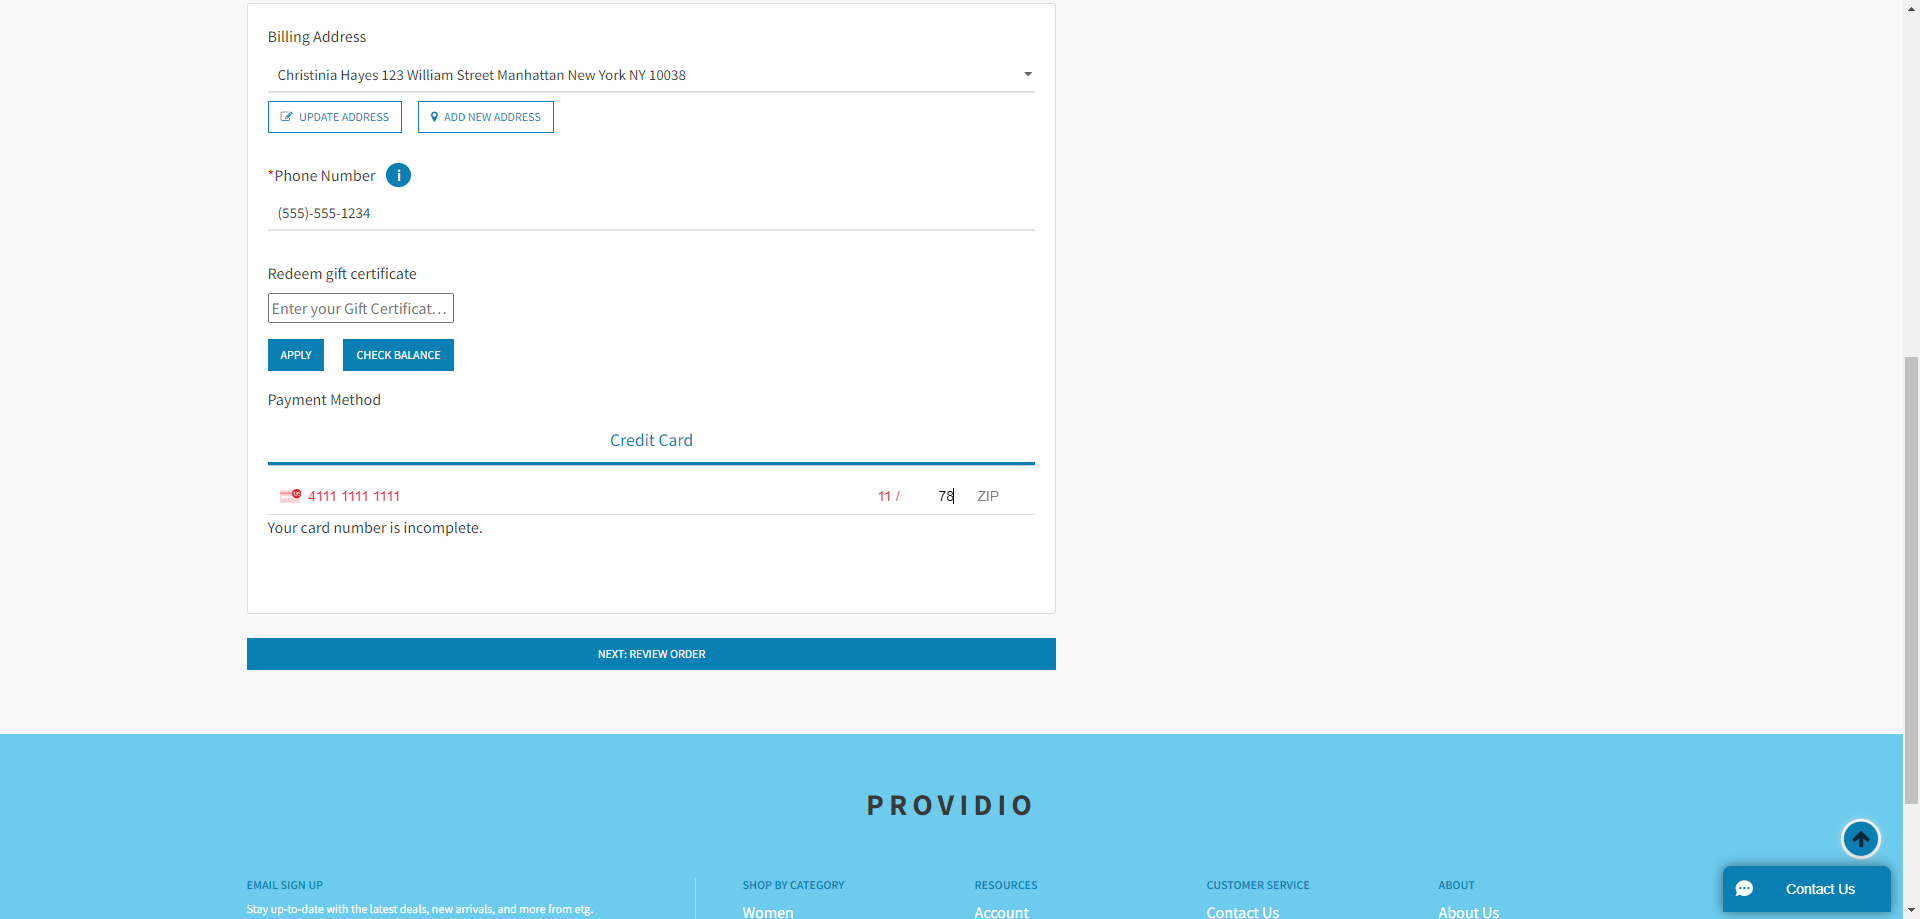 Billing Address
Christinia Hayes 123 William Street Manhattan New York NY 10038
UPDATE ADDRESS ADD NEW ADDRESS
*Phone Number i
(555)-555-1234
Redeem gift certificate
Enter your Gift Certificat...
APPLY CHECK BALANCE
Payment Method
Credit Card
4111 1111 1111 11 / 78 ZIP
Your card number is incomplete.
NEXT: REVIEW ORDER
PROVIDIO
EMAIL SIGN UP
Stay up-to-date with the latest deals, new arrivals, and more from etg.
SHOP BY CATEGORY
Women
RESOURCES
Account
CUSTOMER SERVICE
Contact Us
ABOUT
About Us
Contact Us